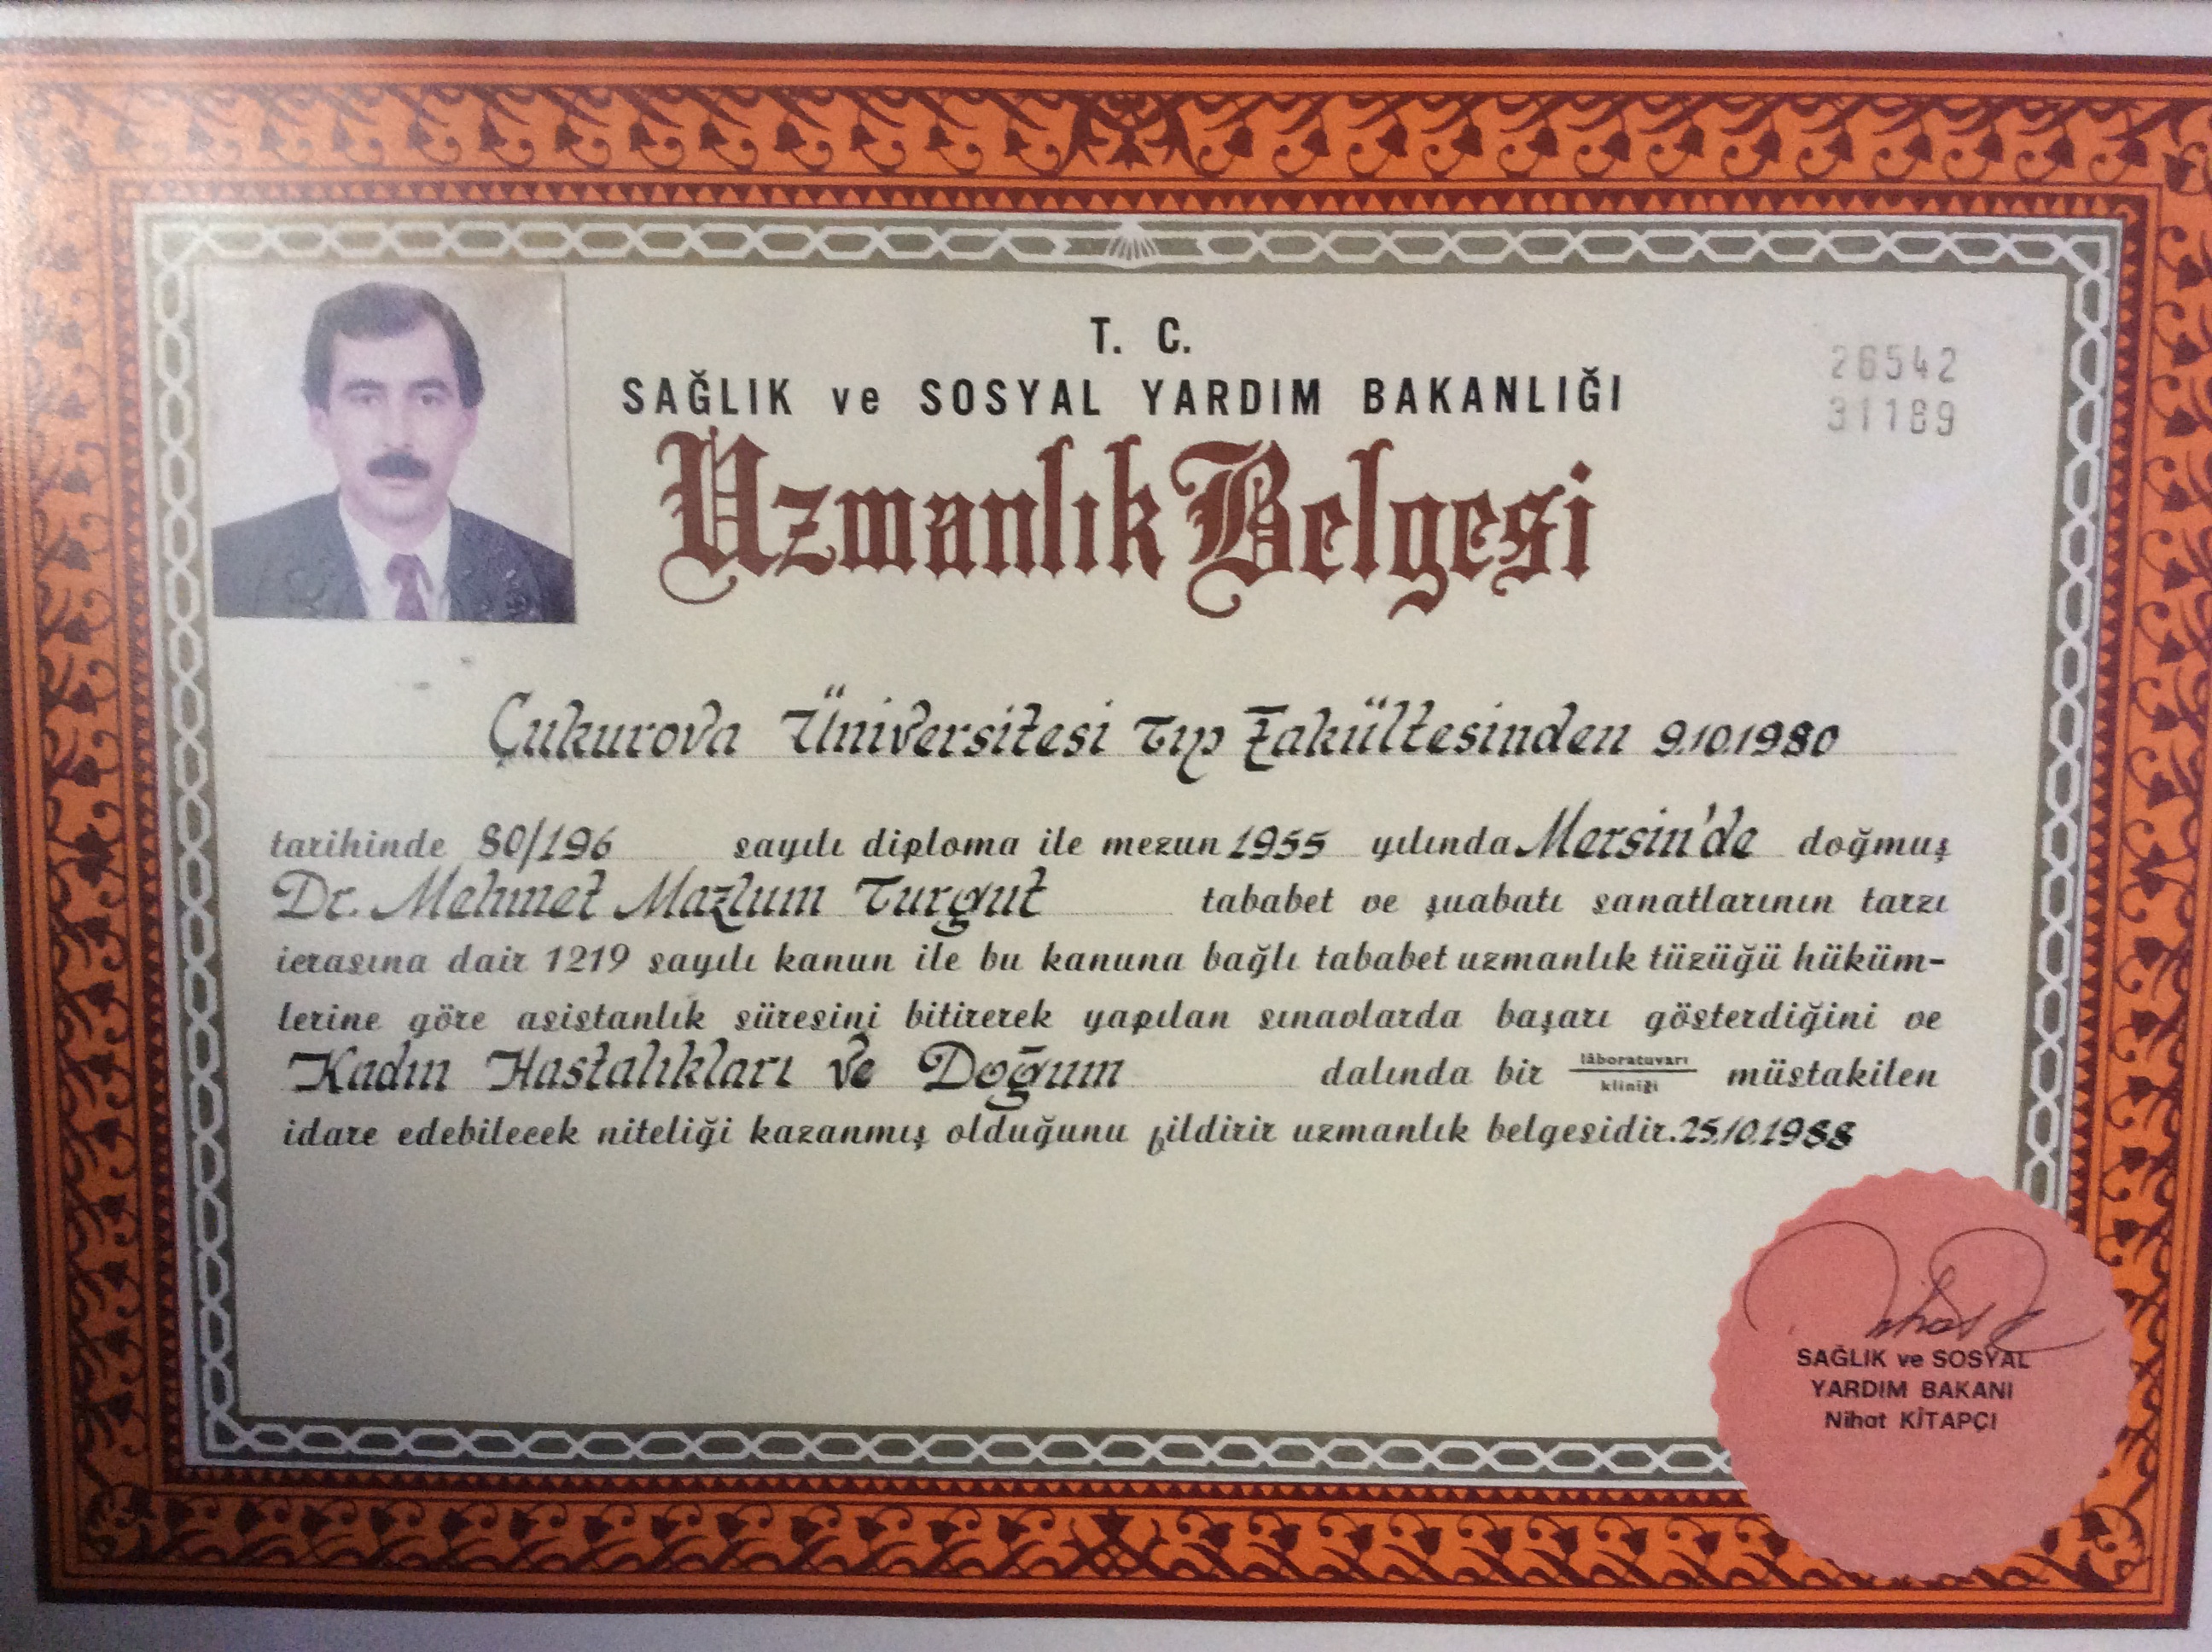 T. C.
SAĞLIK ve SOSYAL YARDIM BAKANLIĞI
26542
31189
Uzmanlık Belgesi
Çukurova Üniversitesi Tıp Fakültesinden 9.10.1980
tarihinde 80/196 sayılı diploma ile mezun 1955 yılında Mersin'de doğmuş
Dr. Mehmet Mazlum Turgut tababet ve şuabatı sanatlarının tarzı
icrasına dair 1219 sayılı kanun ile bu kanuna bağlı tababet uzmanlık tüzüğü hüküm-
lerine göre asistanlık süresini bitirerek yapılan sınavlarda başarı gösterdiğini ve
Kadın Hastalıkları ve Doğum dalında bir lâboratuvarı müstakilen
kliniği
idare edebilecek niteliği kazanmış olduğunu bildirir uzmanlık belgesidir. 25.10.1988
SAĞLIK ve SOSYAL
YARDIM BAKANI
Nihat KİTAPÇI